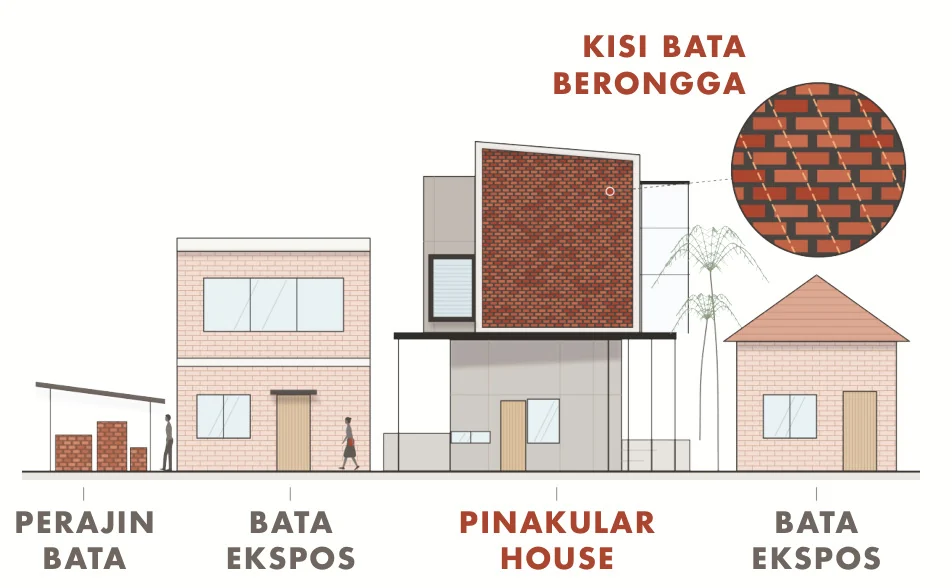 KISI BATA
BERONGGA
PERAJIN
BATA
BATA
EKSPOS
PINAKULAR
HOUSE
BATA
EKSPOS